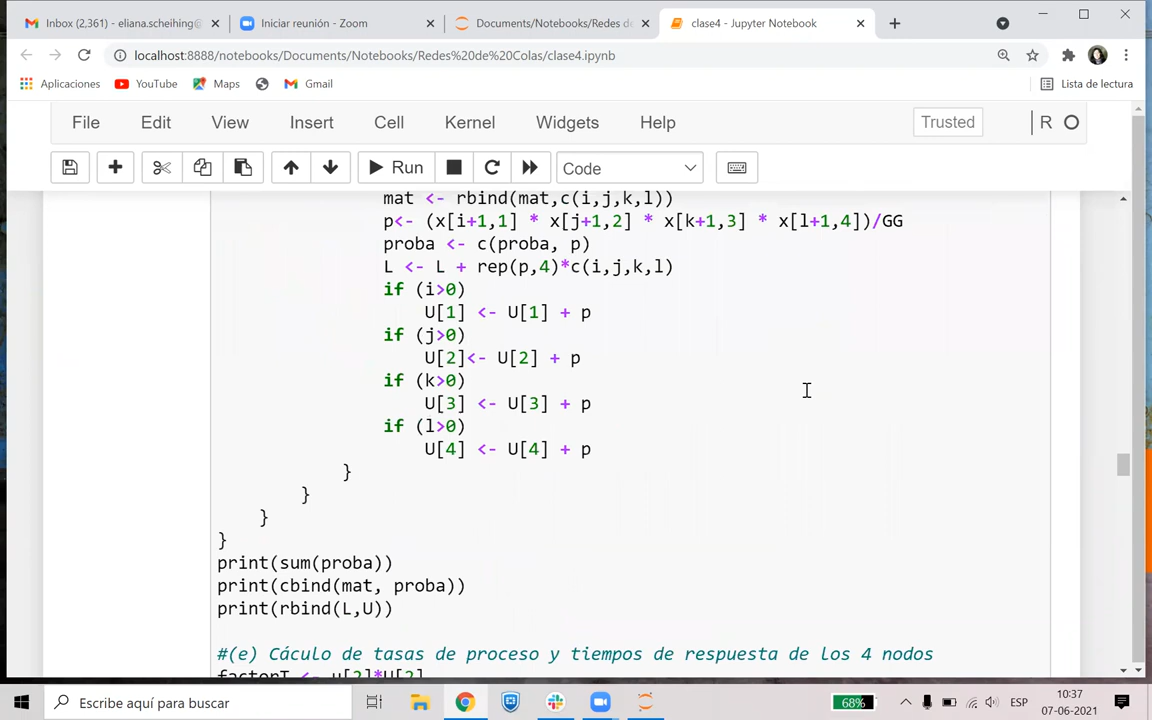 Inbox (2,361) - eliana.scheihing@
Iniciar reunión - Zoom
Documents/Notebooks/Redes de
clase4 - Jupyter Notebook
localhost:8888/notebooks/Documents/Notebooks/Redes%20de%20Colas/clase4.ipynb
Aplicaciones YouTube Maps Gmail Lista de lectura
File Edit View Insert Cell Kernel Widgets Help Trusted R
Run Code
mat <- rbind(mat,c(i,j,k,l))
p<- (x[i+1,1] * x[j+1,2] * x[k+1,3] * x[l+1,4])/GG
proba <- c(proba, p)
L <- L + rep(p,4)*c(i,j,k,l)
if (i>0)
U[1] <- U[1] + p
if (j>0)
U[2]<- U[2] + p
if (k>0)
U[3] <- U[3] + p
if (l>0)
U[4] <- U[4] + p
}
}
}
}
print(sum(proba))
print(cbind(mat, proba))
print(rbind(L,U))
#(e) Cáculo de tasas de proceso y tiempos de respuesta de los 4 nodos
factorT <- u[2]*U[2]
Escribe aquí para buscar
68%
ESP
10:37
07-06-2021